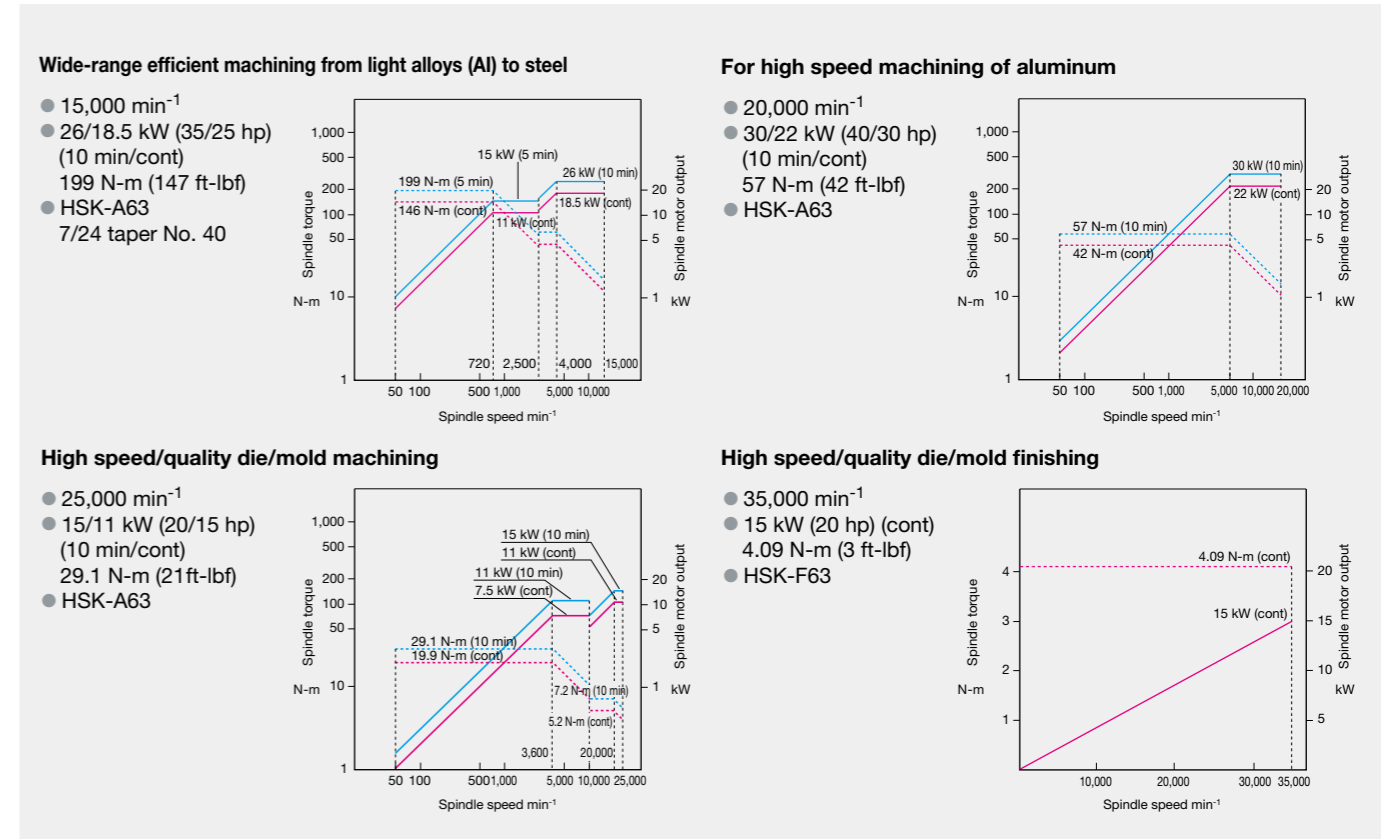 Wide-range efficient machining from light alloys (Al) to steel
● 15,000 min-1
● 26/18.5 kW (35/25 hp)
(10 min/cont)
199 N-m (147 ft-lbf)
● HSK-A63
7/24 taper No. 40
1,000
500
200
100
50
10
1
Spindle torque
N-m
15 kW (5 min)
26 kW (10 min)
199 N-m (5 min)
18.5 kW (cont)
146 N-m (cont)
11 kW (cont)
720 2,500 4,000 15,000
20
10
5
1
Spindle motor output
kW
50 100 500 1,000 5,000 10,000
Spindle speed min-1
For high speed machining of aluminum
● 20,000 min-1
● 30/22 kW (40/30 hp)
(10 min/cont)
57 N-m (42 ft-lbf)
● HSK-A63
1,000
500
200
100
50
10
1
Spindle torque
N-m
30 kW (10 min)
22 kW (cont)
57 N-m (10 min)
42 N-m (cont)
20
10
5
1
Spindle motor output
kW
50 100 500 1,000 5,000 10,000 20,000
Spindle speed min-1
High speed/quality die/mold machining
● 25,000 min-1
● 15/11 kW (20/15 hp)
(10 min/cont)
29.1 N-m (21ft-lbf)
● HSK-A63
1,000
500
200
100
50
10
1
Spindle torque
N-m
15 kW (10 min)
11 kW (cont)
11 kW (10 min)
7.5 kW (cont)
29.1 N-m (10 min)
19.9 N-m (cont)
7.2 N-m (10 min)
5.2 N-m (cont)
3,600 20,000
20
10
5
1
Spindle motor output
kW
50 100 500 1,000 5,000 10,000 25,000
Spindle speed min-1
High speed/quality die/mold finishing
● 35,000 min-1
● 15 kW (20 hp) (cont)
4.09 N-m (3 ft-lbf)
● HSK-F63
4
3
2
1
Spindle torque
N-m
4.09 N-m (cont)
15 kW (cont)
20
15
10
5
Spindle motor output
kW
10,000 20,000 30,000 35,000
Spindle speed min-1